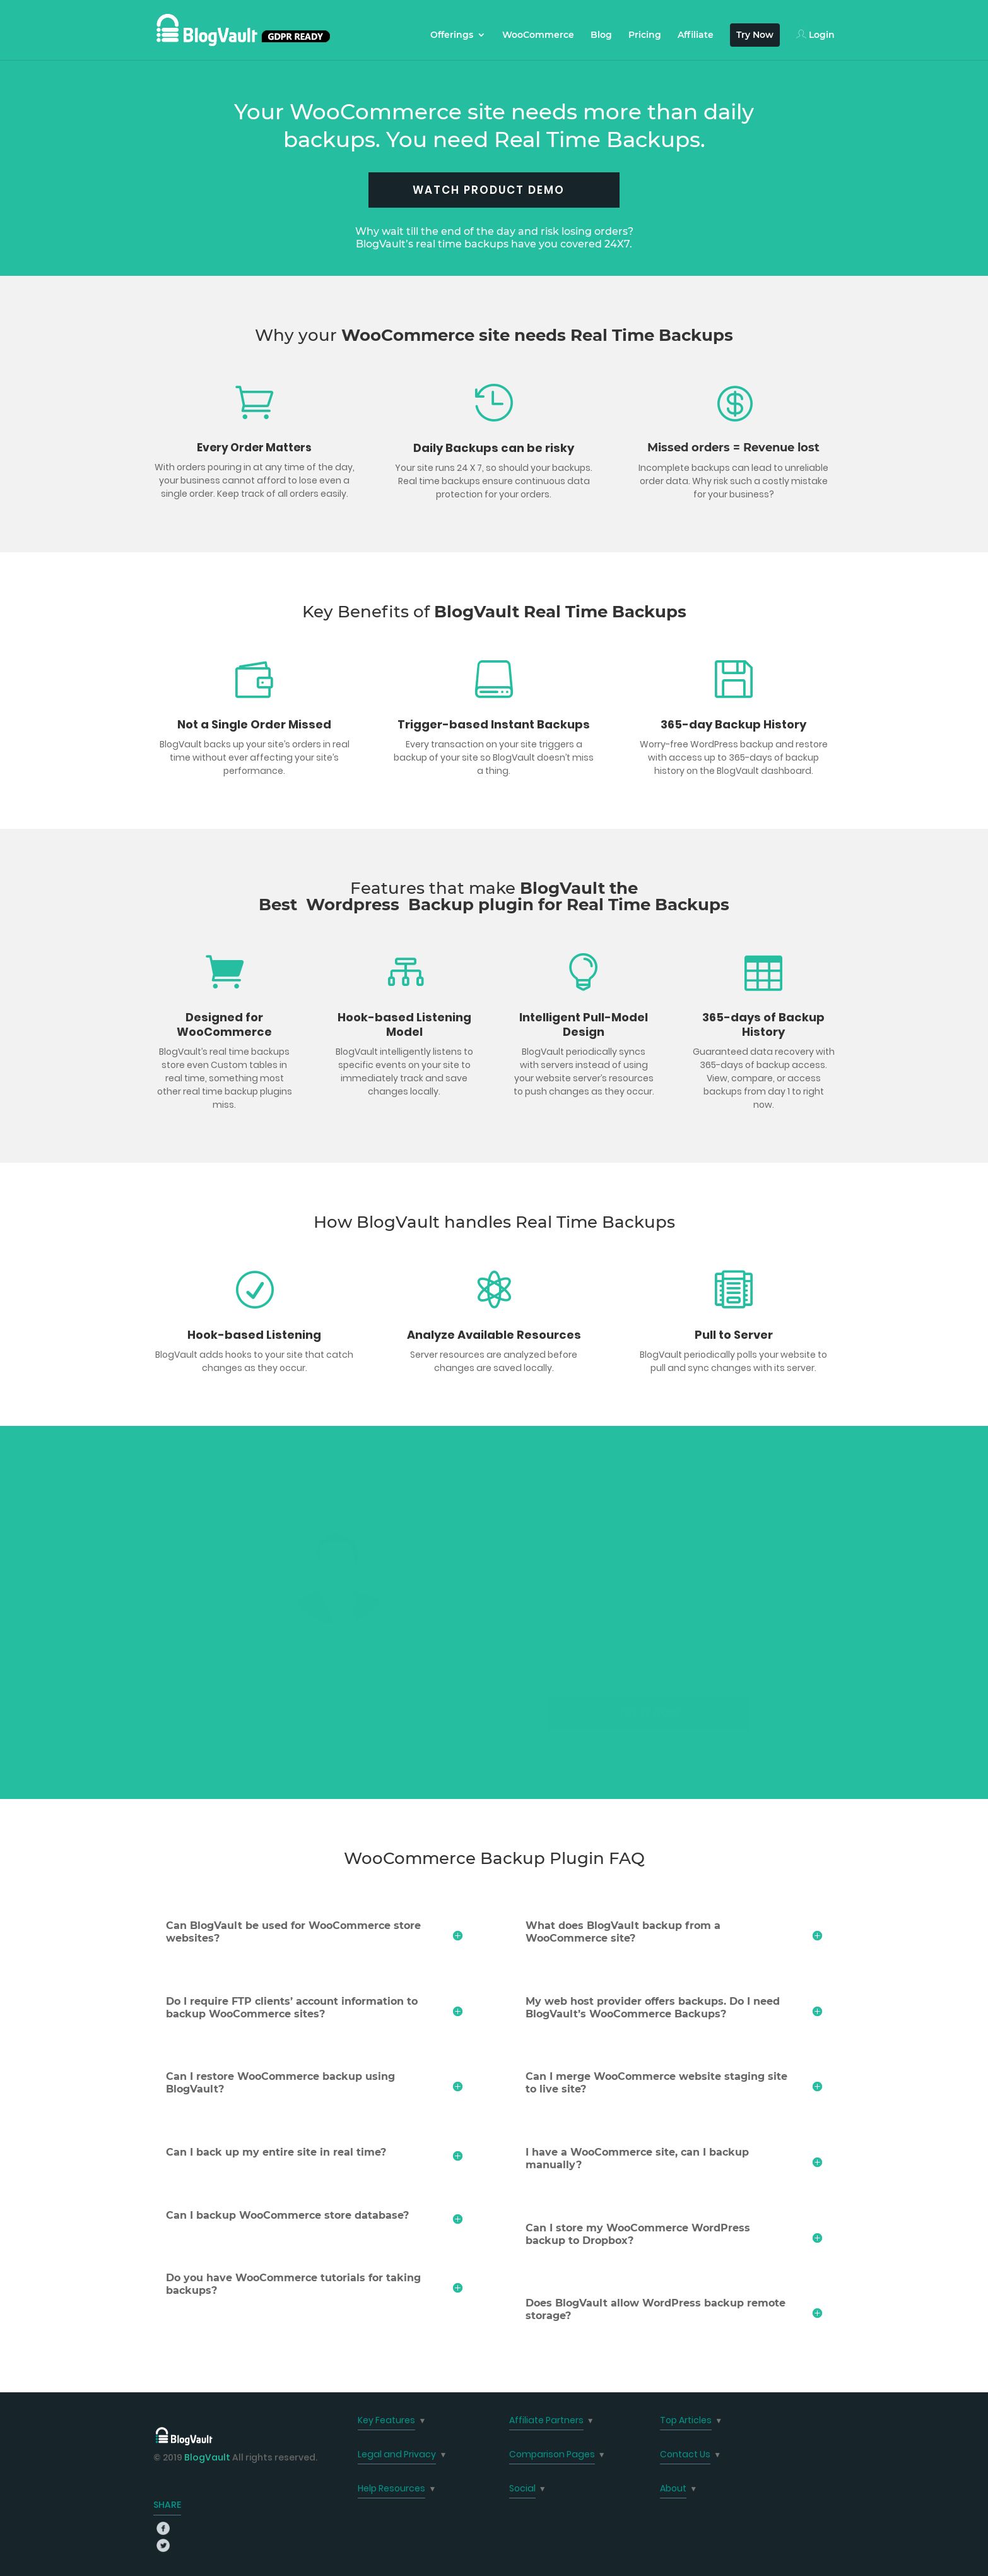 BlogVault GDPR READY
Offerings WooCommerce Blog Pricing Affiliate Try Now Login
Your WooCommerce site needs more than daily
backups. You need Real Time Backups.
WATCH PRODUCT DEMO
Why wait till the end of the day and risk losing orders?
BlogVault's real time backups have you covered 24X7.
Why your WooCommerce site needs Real Time Backups
Every Order Matters
With orders pouring in at any time of the day,
your business cannot afford to lose even a
single order. Keep track of all orders easily.
Daily Backups can be risky
Your site runs 24 X 7, so should your backups.
Real time backups ensure continuous data
protection for your orders.
Missed orders = Revenue lost
Incomplete backups can lead to unreliable
order data. Why risk such a costly mistake
for your business?
Key Benefits of BlogVault Real Time Backups
Not a Single Order Missed
BlogVault backs up your site's orders in real
time without ever affecting your site's
performance.
Trigger-based Instant Backups
Every transaction on your site triggers a
backup of your site so BlogVault doesn't miss
a thing.
365-day Backup History
Worry-free WordPress backup and restore
with access up to 365-days of backup
history on the BlogVault dashboard.
Features that make BlogVault the
Best Wordpress Backup plugin for Real Time Backups
Designed for
WooCommerce
BlogVault's real time backups
store even Custom tables in
real time, something most
other real time backup plugins
miss.
Hook-based Listening
Model
BlogVault intelligently listens to
specific events on your site to
immediately track and save
changes locally.
Intelligent Pull-Model
Design
BlogVault periodically syncs
with servers instead of using
your website server's resources
to push changes as they occur.
365-days of Backup
History
Guaranteed data recovery with
365-days of backup access.
View, compare, or access
backups from day 1 to right
now.
How BlogVault handles Real Time Backups
Hook-based Listening
BlogVault adds hooks to your site that catch
changes as they occur.
Analyze Available Resources
Server resources are analyzed before
changes are saved locally.
Pull to Server
BlogVault periodically polls your website to
pull and sync changes with its server.
WooCommerce Backup Plugin FAQ
Can BlogVault be used for WooCommerce store
websites?
Do I require FTP clients' account information to
backup WooCommerce sites?
Can I restore WooCommerce backup using
BlogVault?
Can I back up my entire site in real time?
Can I backup WooCommerce store database?
Do you have WooCommerce tutorials for taking
backups?
What does BlogVault backup from a
WooCommerce site?
My web host provider offers backups. Do I need
BlogVault's WooCommerce Backups?
Can I merge WooCommerce website staging site
to live site?
I have a WooCommerce site, can I backup
manually?
Can I store my WooCommerce WordPress
backup to Dropbox?
Does BlogVault allow WordPress backup remote
storage?
BlogVault
© 2019 BlogVault All rights reserved.
SHARE
Key Features ▼
Legal and Privacy ▼
Help Resources ▼
Affiliate Partners ▼
Comparison Pages ▼
Social ▼
Top Articles ▼
Contact Us ▼
About ▼